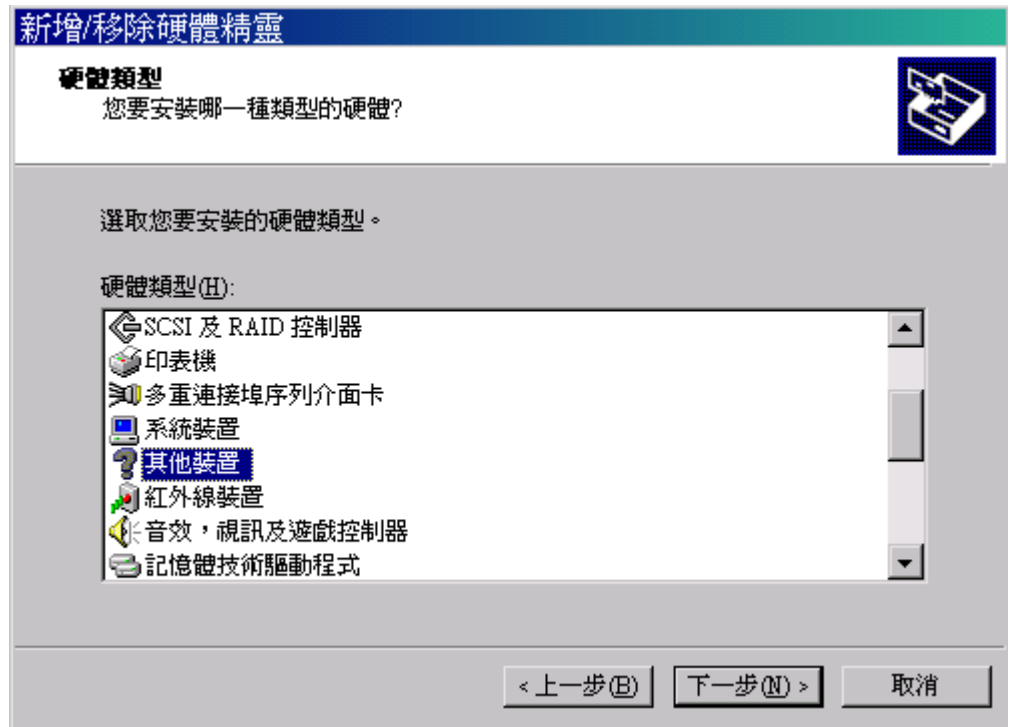 新增/移除硬體精靈
硬體類型
您要安裝哪一種類型的硬體?
選取您要安裝的硬體類型。
硬體類型(H):
SCSI 及 RAID 控制器
印表機
多重連接埠序列介面卡
系統裝置
其他裝置
紅外線裝置
音效，視訊及遊戲控制器
記憶體技術驅動程式
<上一步(B) 下一步(N)> 取消